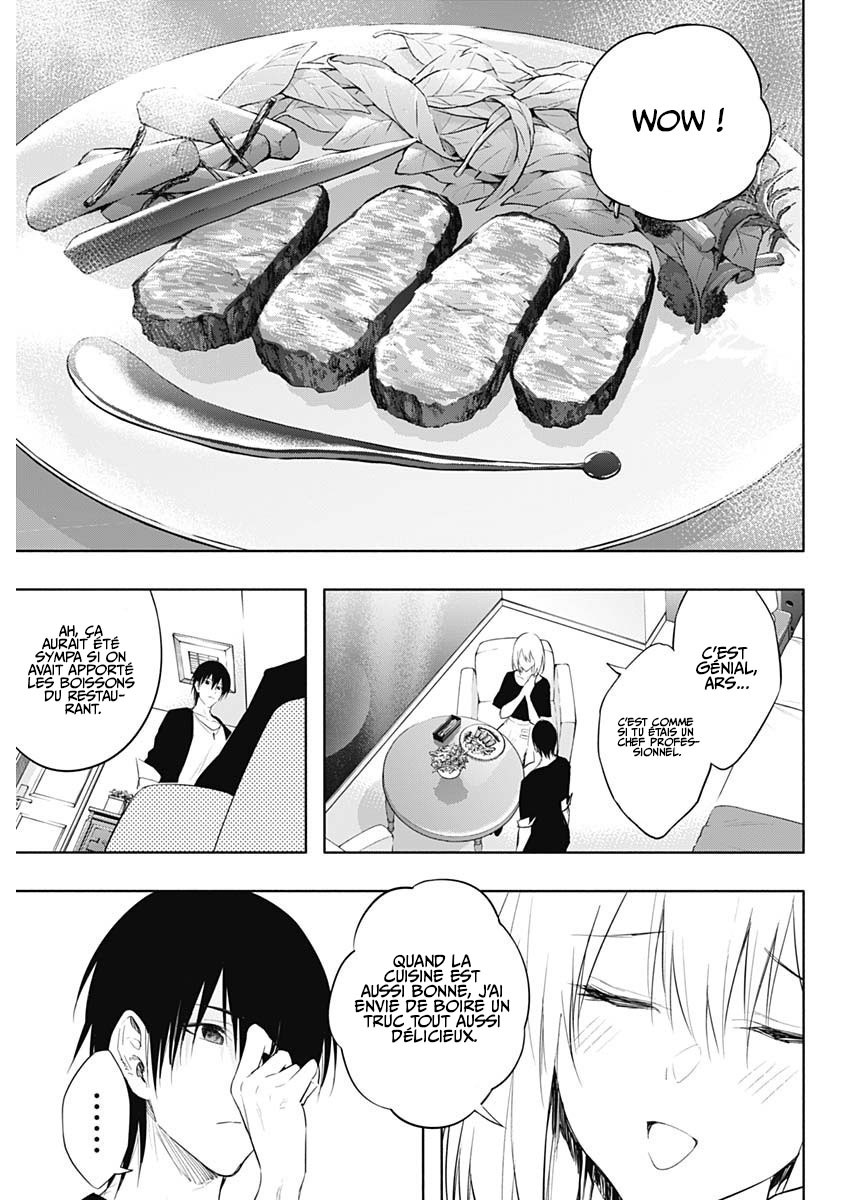 WOW !
C'EST
GÉNIAL,
ARS...
C'EST COMME
SI TU ÉTAIS UN
CHEF PROFES-
SIONNEL.
AH, ÇA
AURAIT ÉTÉ
SYMPA SI ON
AVAIT APPORTÉ
LES BOISSONS
DU RESTAU-
RANT.
QUAND LA
CUISINE EST
AUSSI BONNE, J'AI
ENVIE DE BOIRE UN
TRUC TOUT AUSSI
DÉLICIEUX.
......